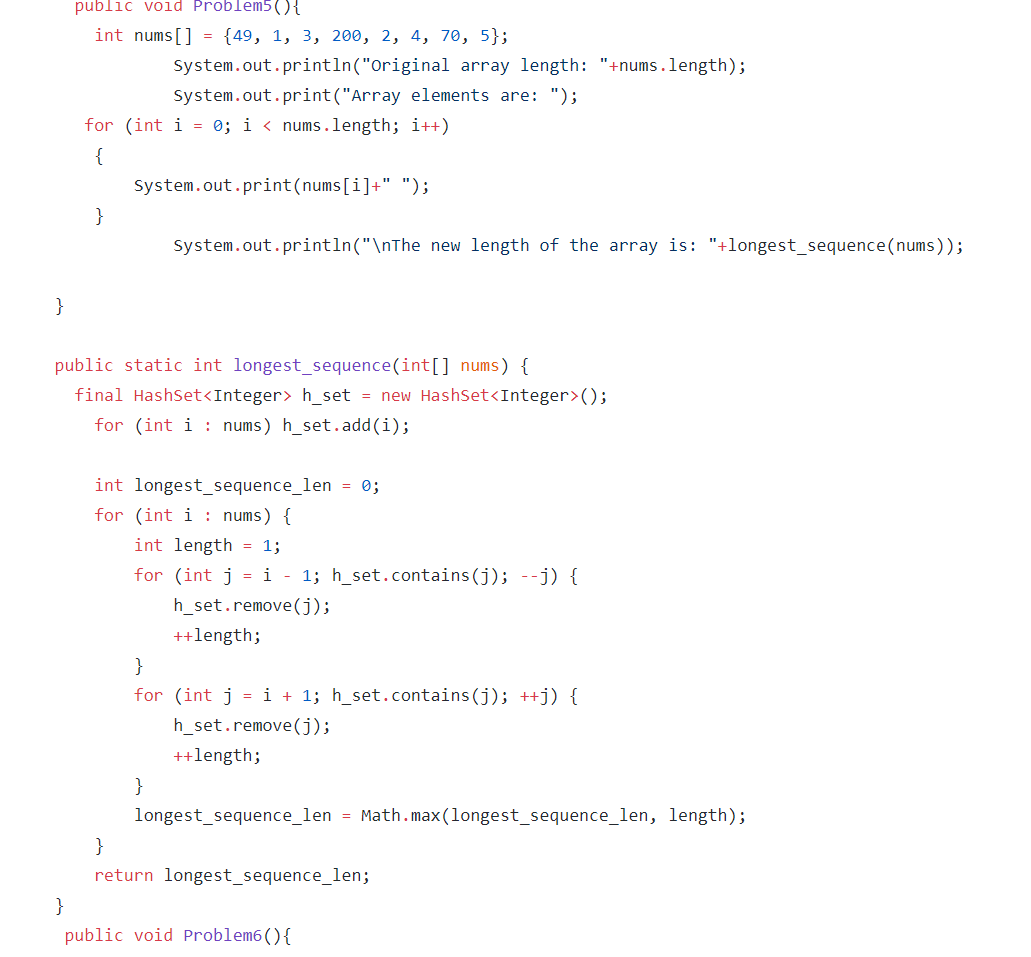 public void Problem5(){
int nums[] = {49, 1, 3, 200, 2, 4, 70, 5};
System.out.println("Original array length: "+nums.length);
System.out.print("Array elements are: ");
for (int i = 0; i < nums.length; i++)
{
System.out.print(nums[i]+" ");
}
System.out.println("\nThe new length of the array is: "+longest_sequence(nums));
}
public static int longest_sequence(int[] nums) {
final HashSet<Integer> h_set = new HashSet<Integer>();
for (int i : nums) h_set.add(i);
int longest_sequence_len = 0;
for (int i : nums) {
int length = 1;
for (int j = i - 1; h_set.contains(j); --j) {
h_set.remove(j);
++length;
}
for (int j = i + 1; h_set.contains(j); ++j) {
h_set.remove(j);
++length;
}
longest_sequence_len = Math.max(longest_sequence_len, length);
}
return longest_sequence_len;
}
public void Problem6(){